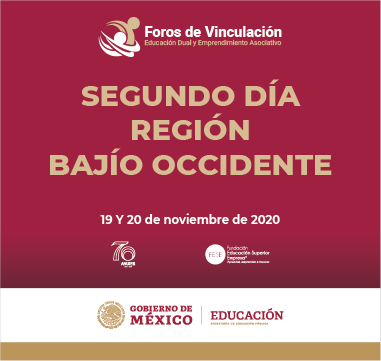 Foros de Vinculación
Educación Dual y Emprendimiento Asociativo
SEGUNDO DÍA
REGIÓN
BAJÍO OCCIDENTE
19 Y 20 de noviembre de 2020
70
ANUIES
FESE
Fundación
Educación Superior
Empresa
GOBIERNO DE
MÉXICO
EDUCACIÓN
SECRETARÍA DE EDUCACIÓN PÚBLICA